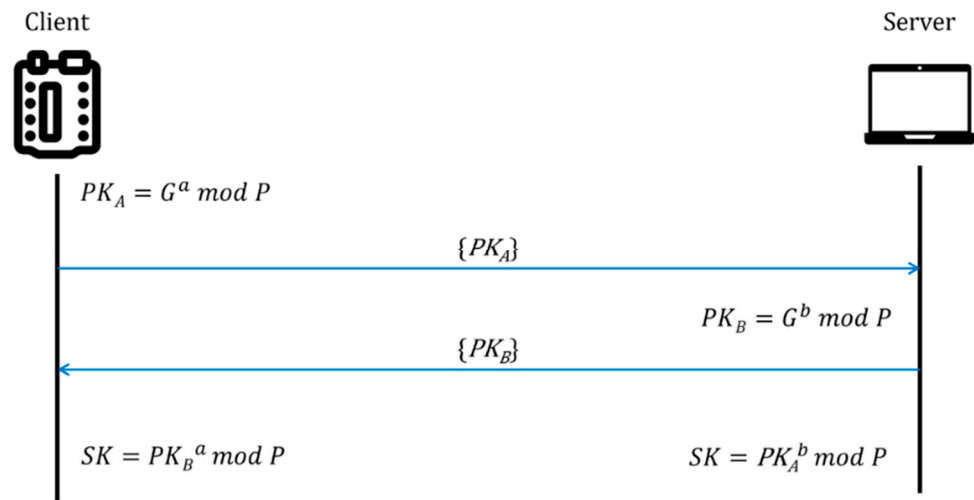 Client
Server
PK_A = G^a mod P
{PK_A}
PK_B = G^b mod P
{PK_B}
SK = PK_B^a mod P
SK = PK_A^b mod P